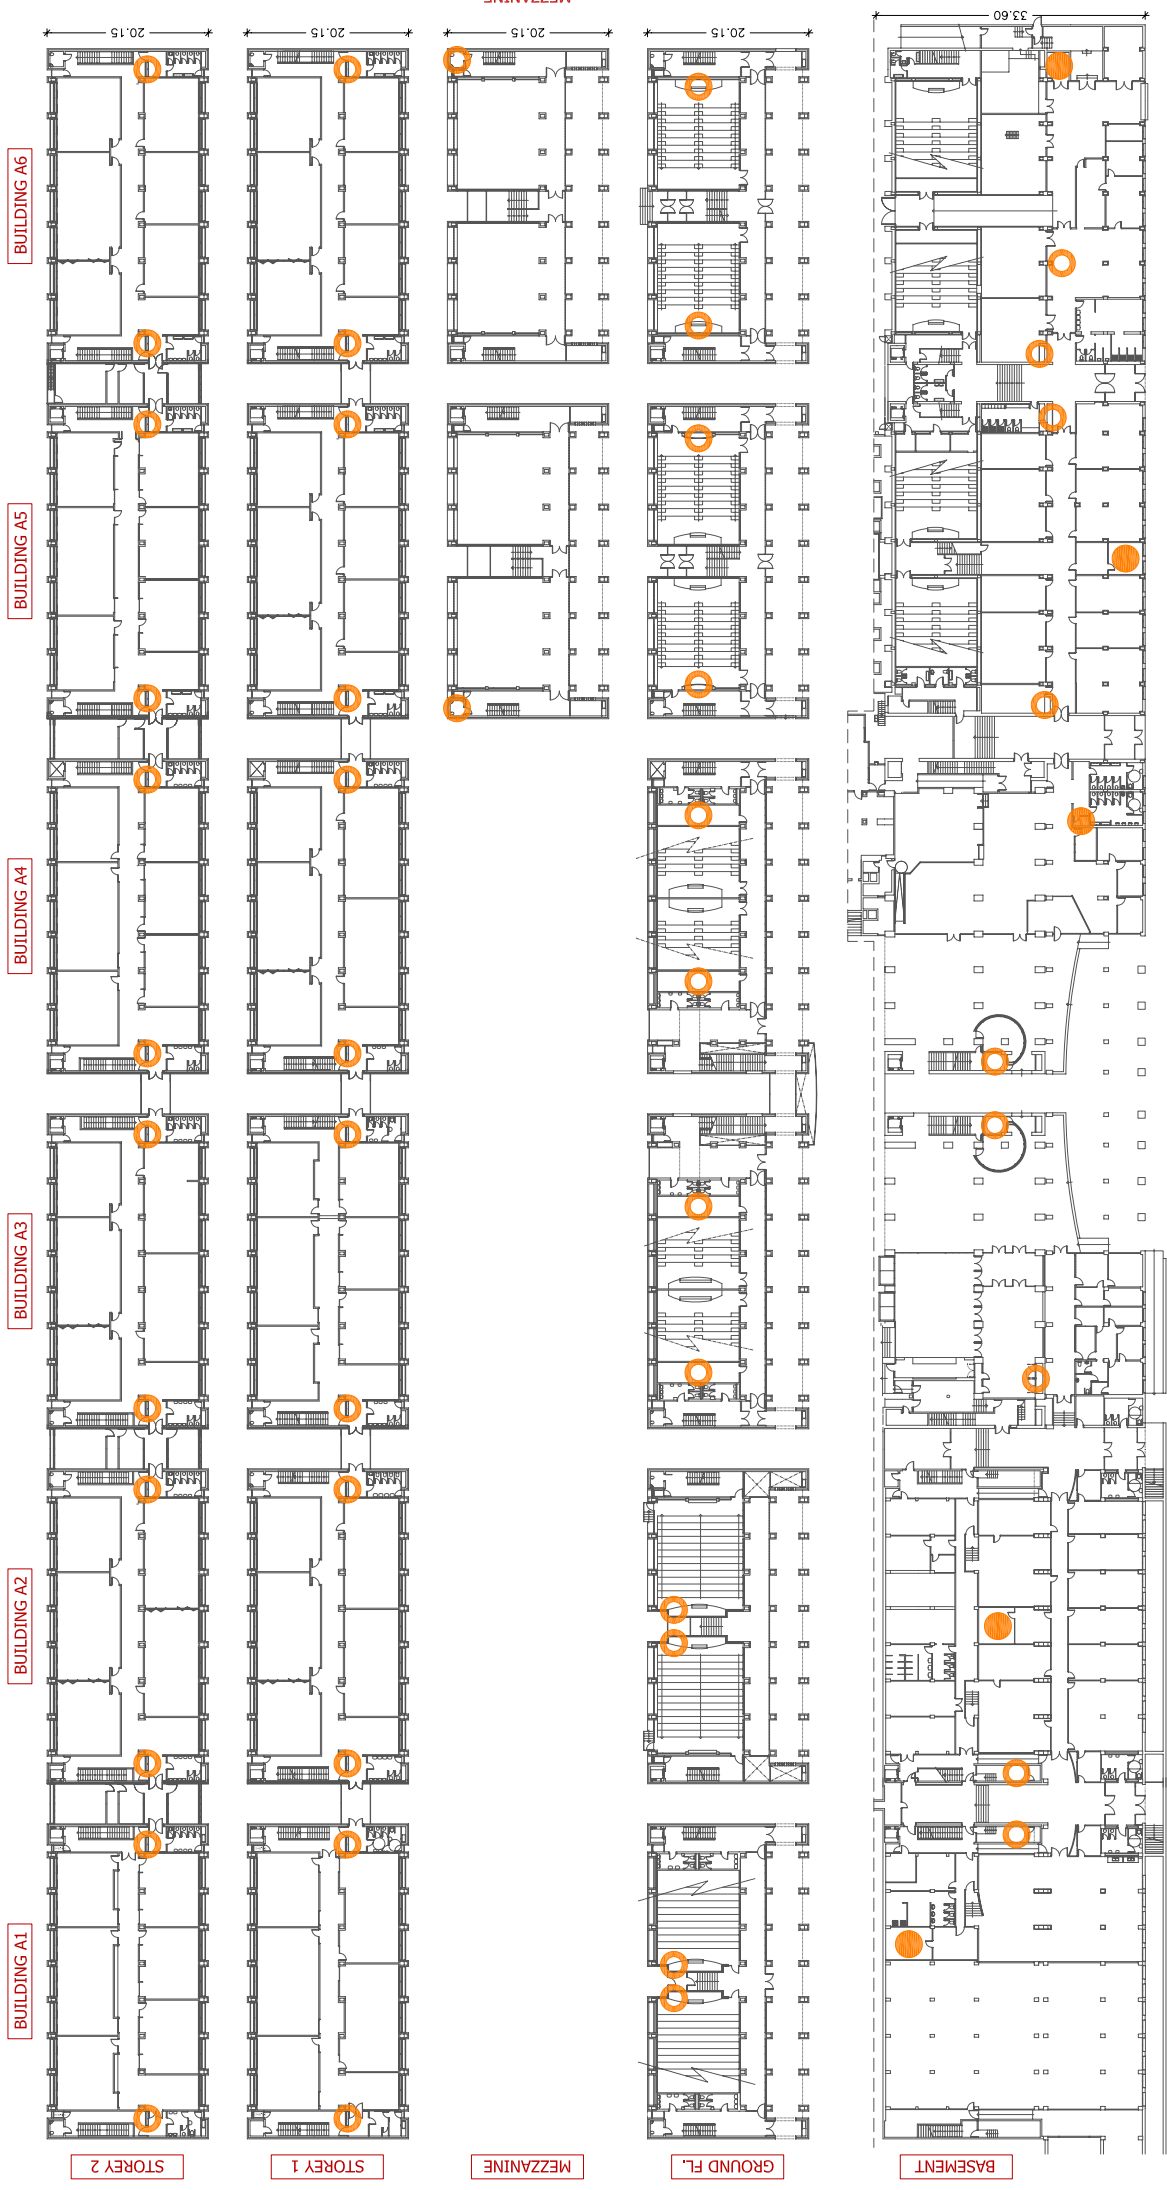 MEZZANINE
20.15
20.15
20.15
20.15
33.60
BUILDING A6
BUILDING A5
BUILDING A4
BUILDING A3
BUILDING A2
BUILDING A1
STOREY 2
STOREY 1
MEZZANINE
GROUND FL.
BASEMENT